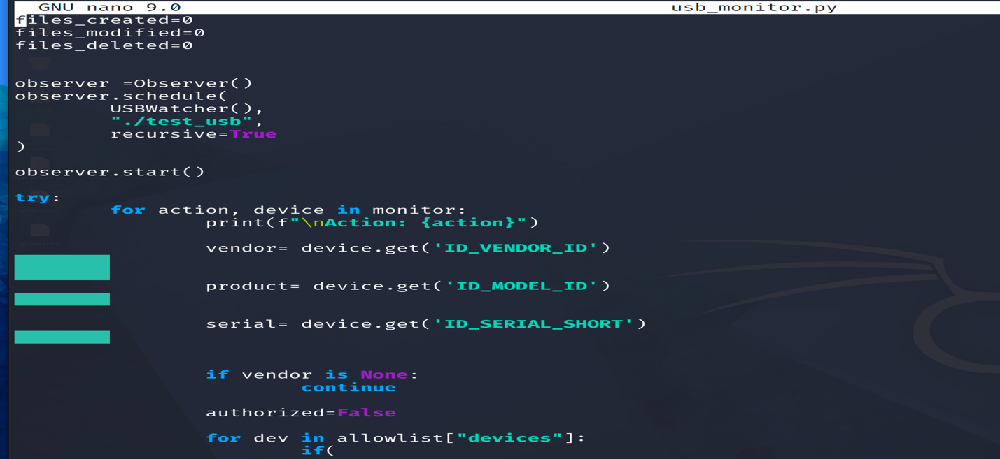 GNU nano 9.0 usb_monitor.py
files_created=0
files_modified=0
files_deleted=0
observer =Observer()
observer.schedule(
USBWatcher(),
"./test_usb",
recursive=True
)
observer.start()
try:
for action, device in monitor:
print(f"\nAction: {action}")
vendor= device.get('ID_VENDOR_ID')
product= device.get('ID_MODEL_ID')
serial= device.get('ID_SERIAL_SHORT')
if vendor is None:
continue
authorized=False
for dev in allowlist["devices"]:
if(